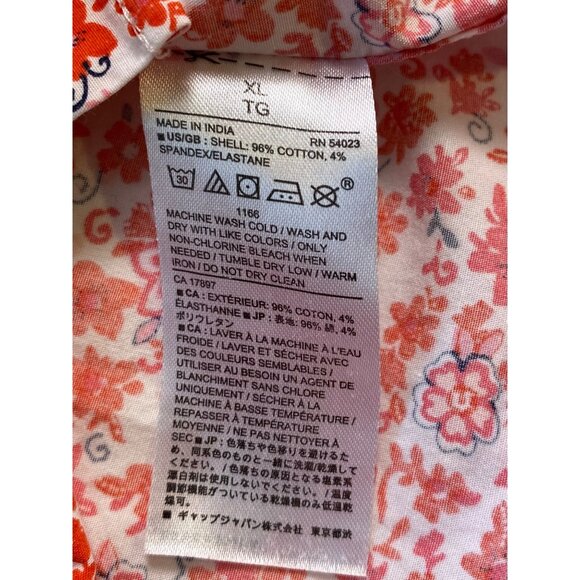 XL
TG
MADE IN INDIA RN 54023
■ US/GB : SHELL: 96% COTTON, 4%
SPANDEX/ELASTANE
30
®
1166
MACHINE WASH COLD / WASH AND
DRY WITH LIKE COLORS / ONLY
NON-CHLORINE BLEACH WHEN
NEEDED / TUMBLE DRY LOW / WARM
IRON / DO NOT DRY CLEAN
CA 17897
■ CA : EXTÉRIEUR: 96% COTON, 4%
ÉLASTHANNE ■ JP : 表地: 96% 綿, 4%
ポリウレタン
■ CA : LAVER À LA MACHINE À L'EAU
FROIDE / LAVER ET SÉCHER AVEC
DES COULEURS SEMBLABLES /
UTILISER AU BESOIN UN AGENT DE
BLANCHIMENT SANS CHLORE
UNIQUEMENT / SÉCHER À LA
MACHINE À BASSE TEMPÉRATURE /
REPASSER À TEMPÉRATURE
MOYENNE / NE PAS NETTOYER À
SEC ■ JP : 色落ちや色移りを避けるた
め、同系色のものと一緒に洗濯/乾燥して
ください/色落ちの原因となる塩素系
漂白剤は使用しないでください/温度
調節機能がついている乾燥機のみ低温
■ ギャップジャパン株式会社 東京都渋